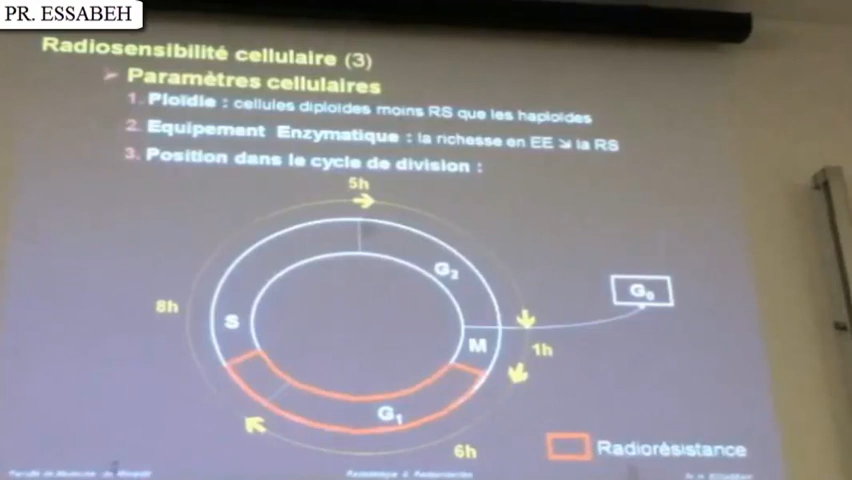 PR. ESSABEH
Radiosensibilité cellulaire (3)
➤ Paramètres cellulaires
1. Ploïdie : cellules diploïdes moins RS que les haploïdes
2. Equipement Enzymatique : la richesse en EE ↘ la RS
3. Position dans le cycle de division :
5h
G₂
G₀
8h
S
M
1h
G₁
6h
Radiorésistance